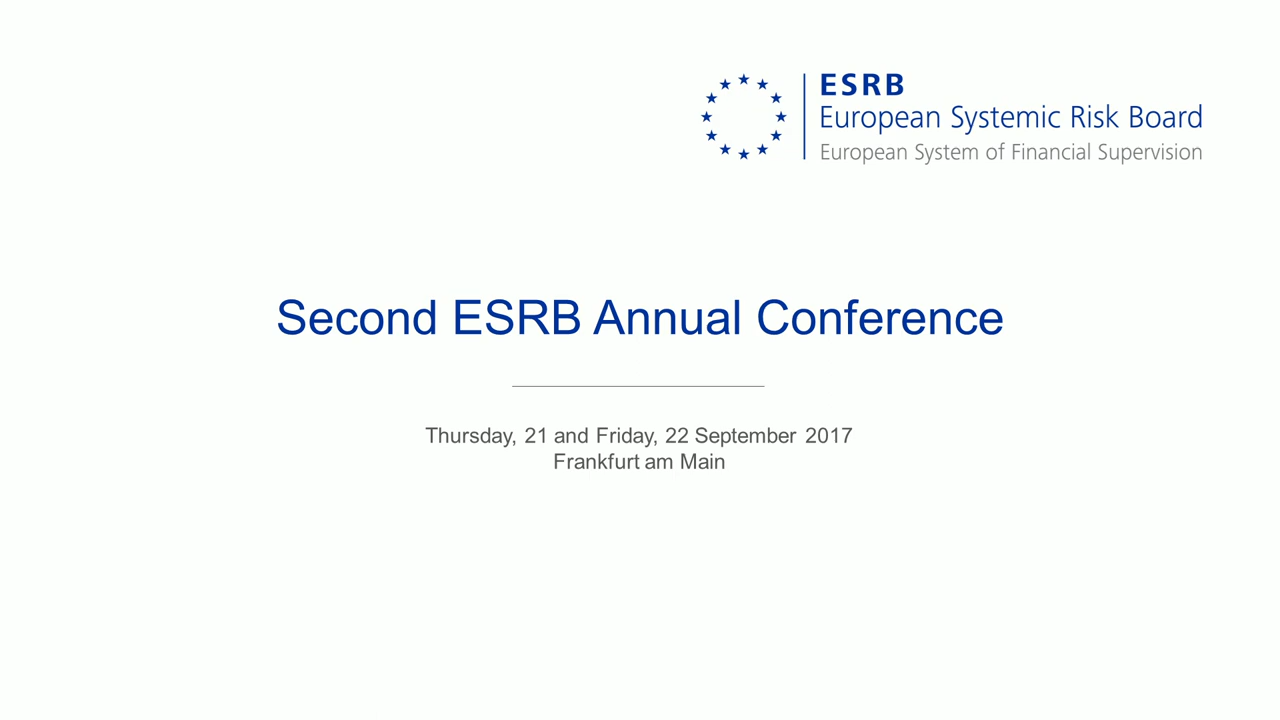 ESRB
European Systemic Risk Board
European System of Financial Supervision
Second ESRB Annual Conference
Thursday, 21 and Friday, 22 September 2017
Frankfurt am Main